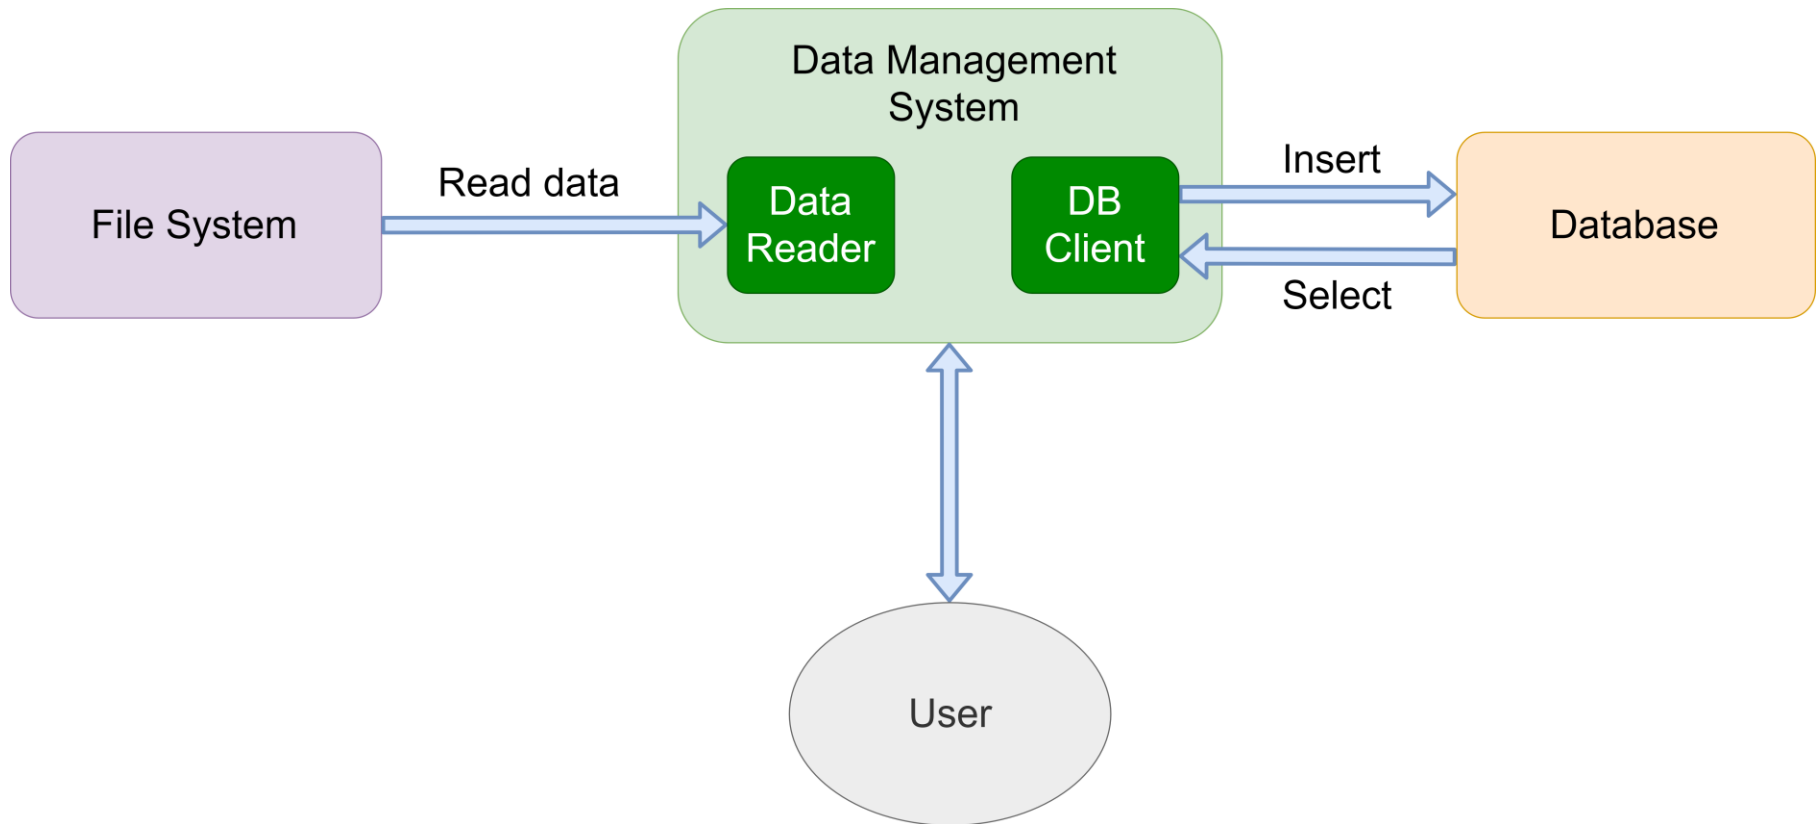 Data Management
System
File System
Read data
Data
Reader
DB
Client
Insert
Select
Database
User